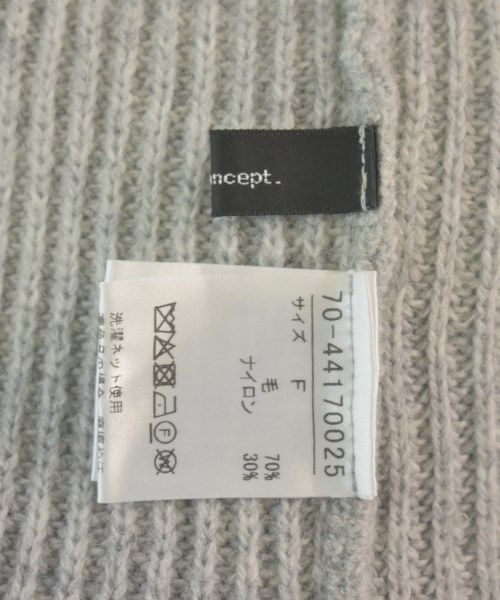 ncept.
70-44170025
サイズ F
毛 70%
ナイロン 30%
洗濯ネット使用